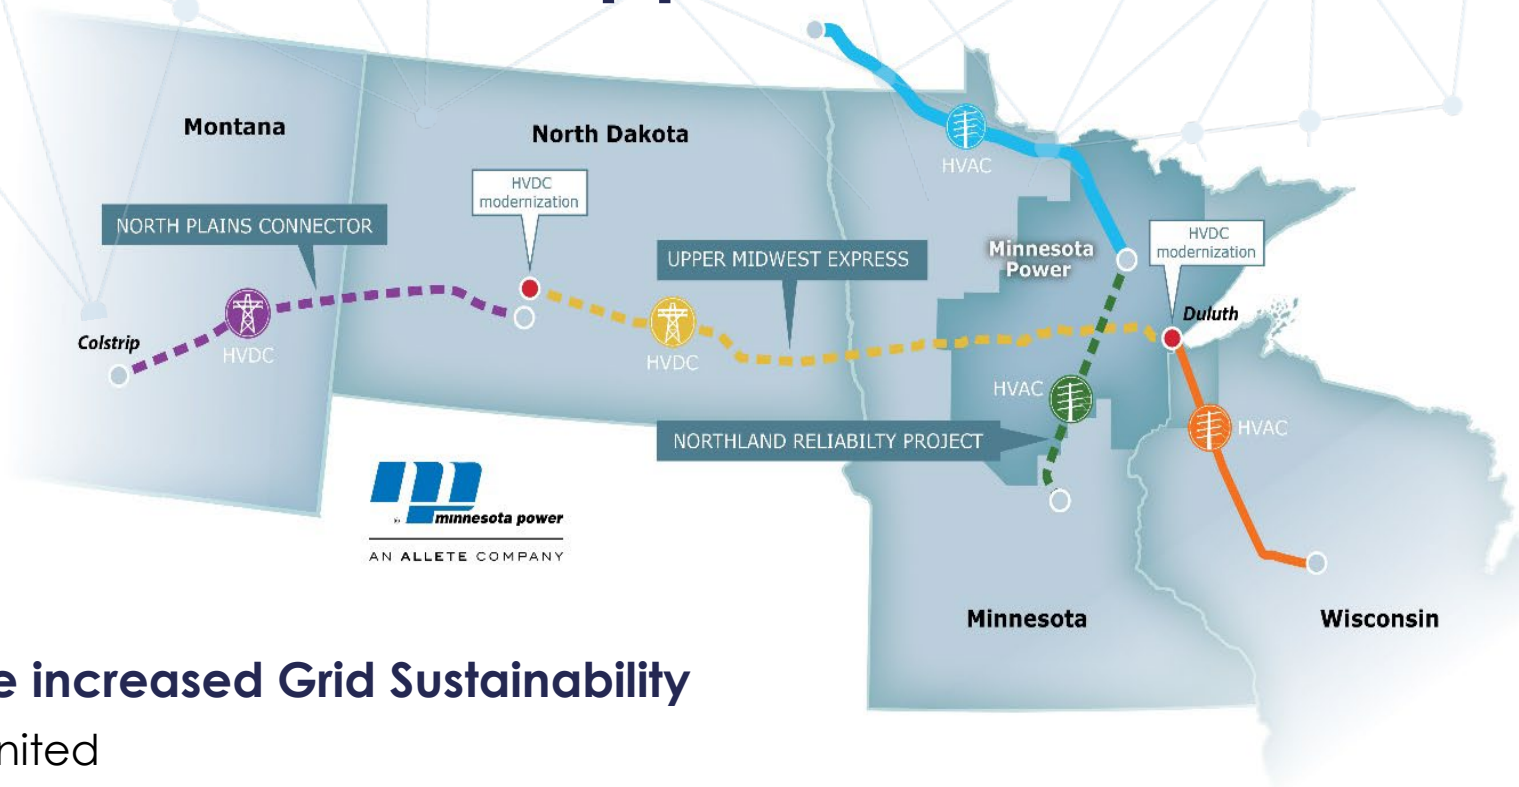 Montana
North Dakota
HVAC
HVDC
modernization
NORTH PLAINS CONNECTOR
HVDC
modernization
Minnesota
Power
UPPER MIDWEST EXPRESS
Duluth
Colstrip
HVDC
HVDC
HVAC
HVAC
NORTHLAND RELIABILTY PROJECT
minnesota power
AN ALLETE COMPANY
Minnesota
Wisconsin
e increased Grid Sustainability
nited